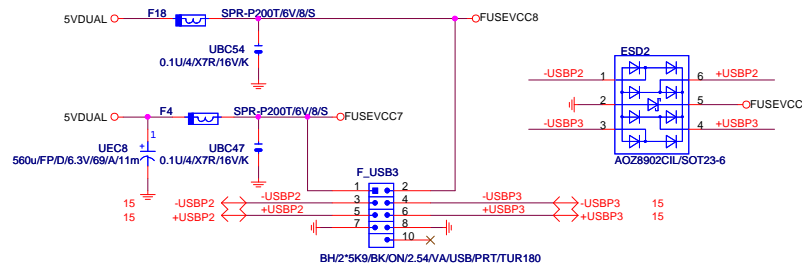 F18 SPR-P200T/6V/8/S
5VDUAL FUSEVCC8
UBC54
0.1U/4/X7R/16V/K
ESD2
-USBP2 1 6 +USBP2
2 5 FUSEVCC
-USBP3 3 4 +USBP3
AOZ8902CIL/SOT23-6
F4 SPR-P200T/6V/8/S
5VDUAL FUSEVCC7
1
+
UEC8
560u/FP/D/6.3V/69/A/11m
UBC47
0.1U/4/X7R/16V/K
F_USB3
1 2
15 -USBP2 -USBP2 3 4 -USBP3 -USBP3 15
15 +USBP2 +USBP2 5 6 +USBP3 +USBP3 15
7 8
10
BH/2*5K9/BK/ON/2.54/VA/USB/PRT/TUR180